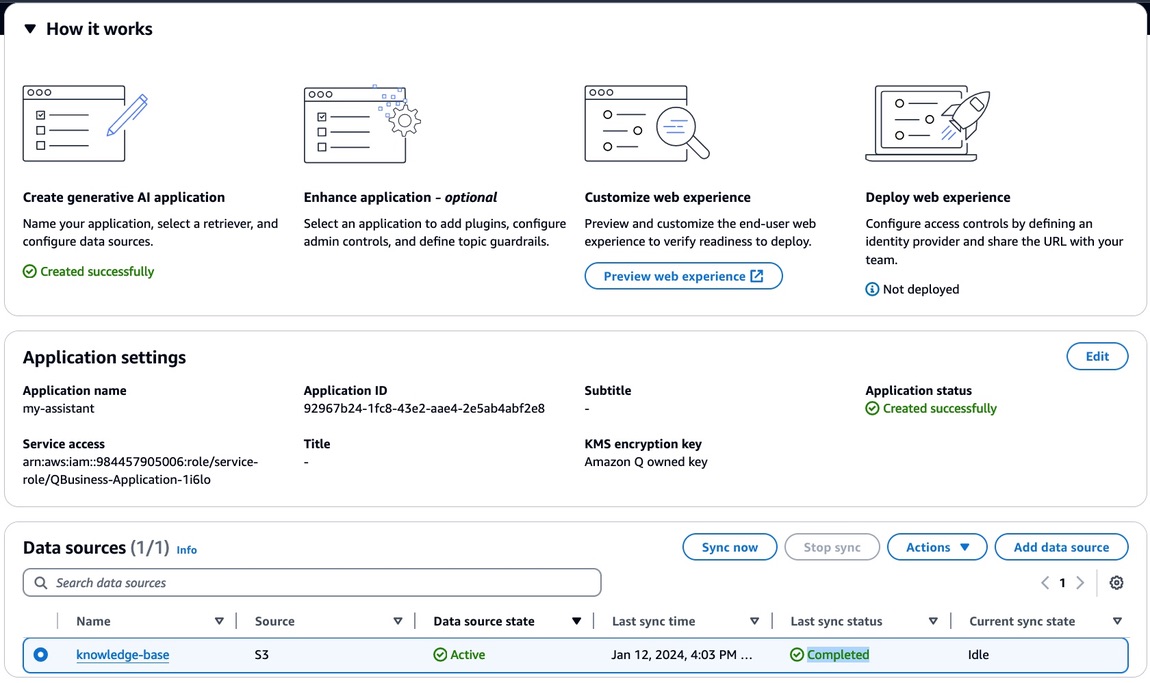 How it works
Create generative AI application
Name your application, select a retriever, and
configure data sources.
Created successfully
Enhance application – optional
Select an application to add plugins, configure
admin controls, and define topic guardrails.
Customize web experience
Preview and customize the end-user web
experience to verify readiness to deploy.
Preview web experience
Deploy web experience
Configure access controls by defining an
identity provider and share the URL with your
team.
Not deployed
Application settings
Edit
Application name
my-assistant
Application ID
92967b24-1fc8-43e2-aae4-2e5ab4abf2e8
Subtitle
-
Application status
Created successfully
Service access
arn:aws:iam::984457905006:role/service-
role/QBusiness-Application-1i6lo
Title
-
KMS encryption key
Amazon Q owned key
Data sources (1/1) Info
Sync now
Stop sync
Actions
Add data source
Search data sources
1
Name Source Data source state Last sync time Last sync status Current sync state
knowledge-base S3 Active Jan 12, 2024, 4:03 PM ... Completed Idle